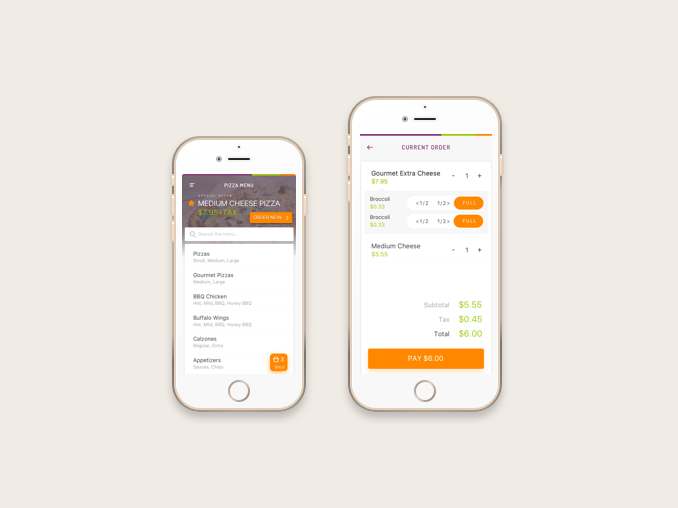 PIZZA MENU
SPECIAL OFFER
MEDIUM CHEESE PIZZA
$7.95+TAX
ORDER NOW
Search the menu...
Pizzas
Small, Medium, Large
Gourmet Pizzas
Medium, Large
BBQ Chicken
Hot, Mild, BBQ, Honey BBQ
Buffalo Wings
Hot, Mild, BBQ, Honey BBQ
Calzones
Regular, Extra
Appetizers
Sauces, Chips
3
CURRENT ORDER
Gourmet Extra Cheese - 1 +
$7.95
Broccoli <1/2 1/2> FULL
$0.33
Broccoli <1/2 1/2> FULL
$0.33
Medium Cheese - 1 +
$5.55
Subtotal $5.55
Tax $0.45
Total $6.00
PAY $6.00